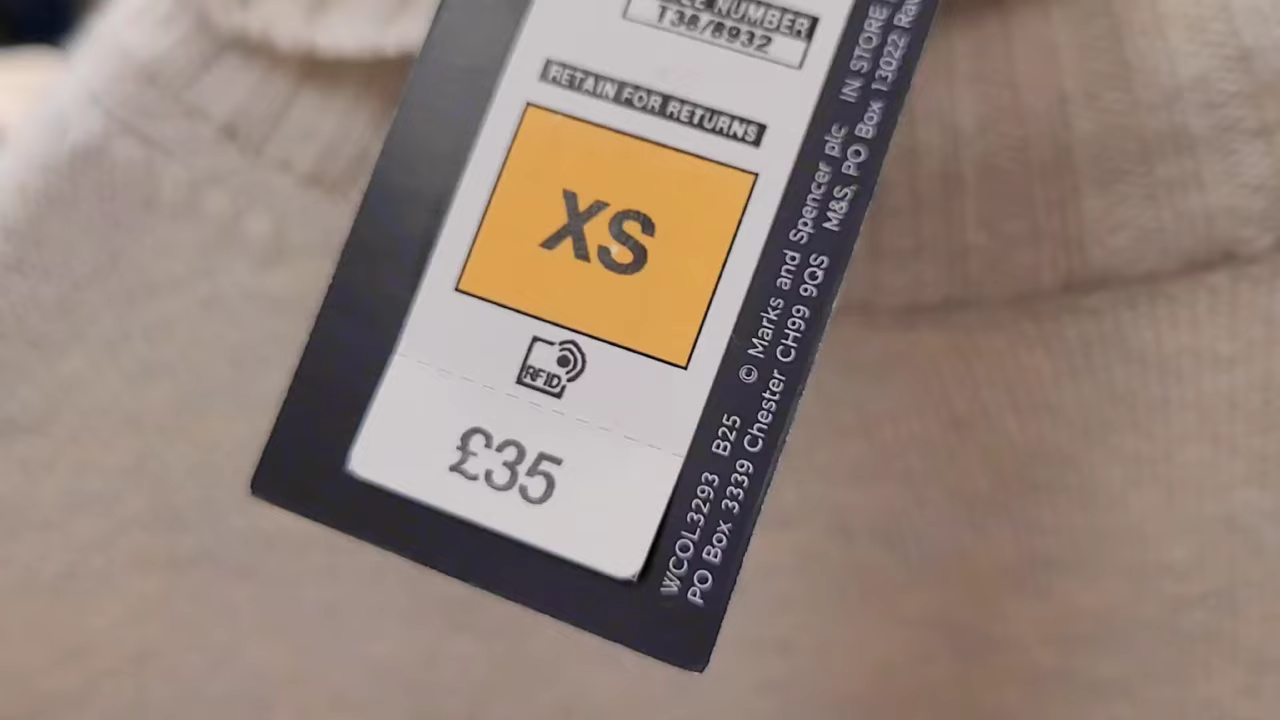 NUMBER
T38/8932
RETAIN FOR RETURNS
XS
RFID
£35
WCOL3293 B25 © Marks and Spencer plc IN STORE
PO Box 3339 Chester CH99 9QS M&S, PO Box 13022